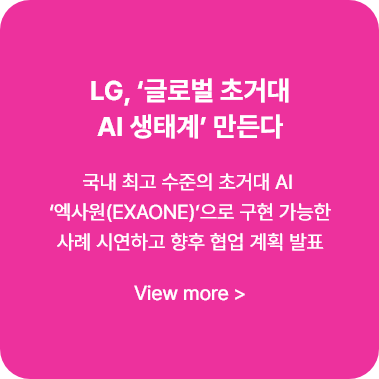 LG, ‘글로벌 초거대
AI 생태계’ 만든다
국내 최고 수준의 초거대 AI
‘엑사원(EXAONE)’으로 구현 가능한
사례 시연하고 향후 협업 계획 발표
View more >